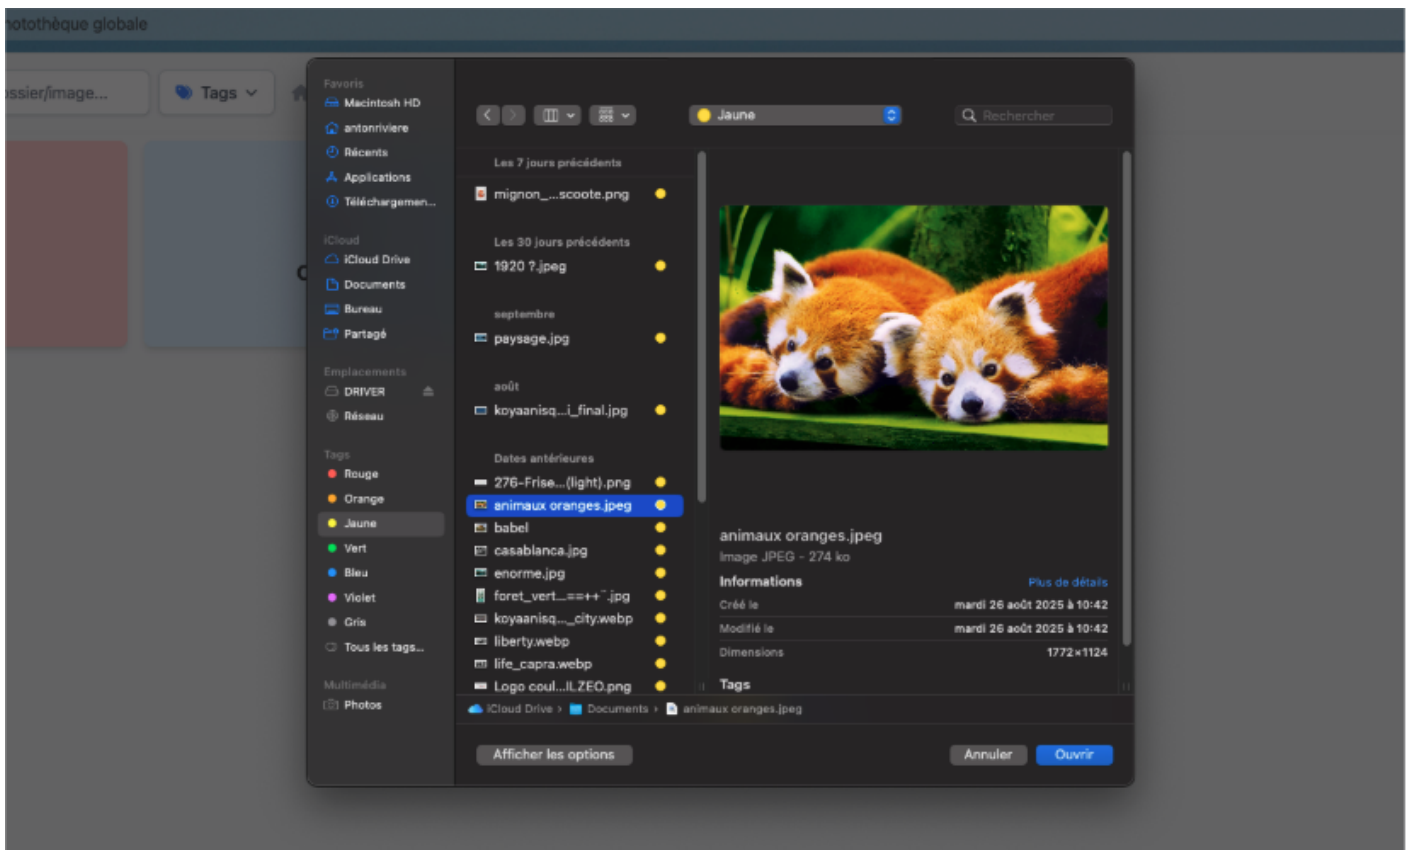 hotothèque globale
ossier/image...
Tags
Favoris
Macintosh HD
antonriviere
Récents
Applications
Téléchargemen...
iCloud
iCloud Drive
Documents
Bureau
Partagé
Emplacements
DRIVER
Réseau
Tags
Rouge
Orange
Jaune
Vert
Bleu
Violet
Gris
Tous les tags...
Multimédia
Photos
Jaune
Rechercher
Les 7 jours précédents
mignon_...scoote.png
Les 30 jours précédents
1920 ?.jpeg
septembre
paysage.jpg
août
koyaanisq...i_final.jpg
Dates antérieures
276-Frise...(light).png
animaux oranges.jpeg
babel
casablanca.jpg
enorme.jpg
foret_vert...==++¨.jpg
koyaanisq..._city.webp
liberty.webp
life_capra.webp
Logo coul...ILZEO.png
animaux oranges.jpeg
Image JPEG - 274 ko
Informations Plus de détails
Créé le mardi 26 août 2025 à 10:42
Modifié le mardi 26 août 2025 à 10:42
Dimensions 1772×1124
Tags
iCloud Drive › Documents › animaux oranges.jpeg
Afficher les options
Annuler
Ouvrir